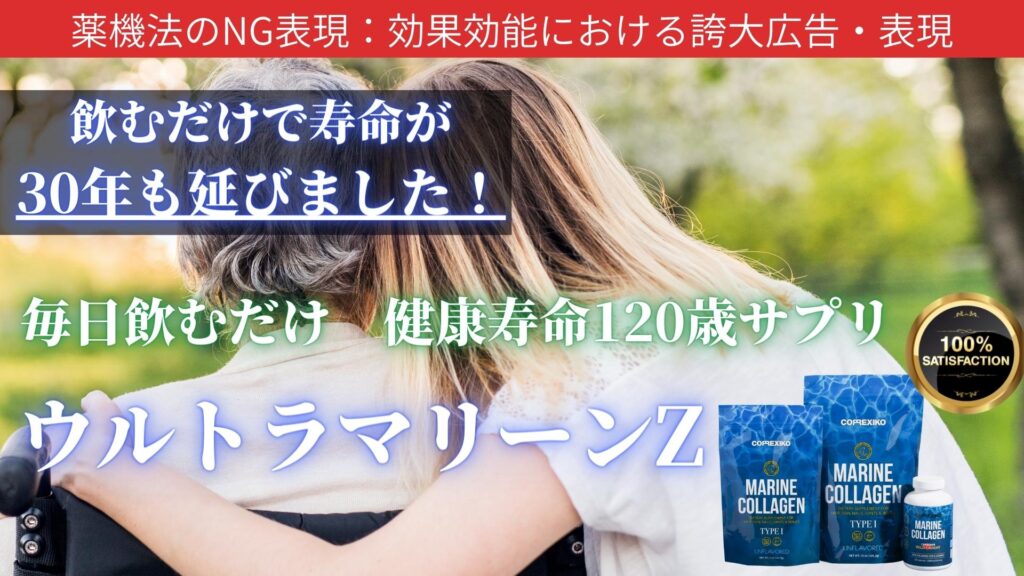 薬機法のNG表現：効果効能における誇大広告・表現
飲むだけで寿命が
30年も延びました！
毎日飲むだけ　健康寿命120歳サプリ
100%
SATISFACTION
ウルトラマリーンZ
MARINE
COLLAGEN
TYPE I
UNFLAVORED
MARINE
COLLAGEN
TYPE I
UNFLAVORED
MARINE
COLLAGEN